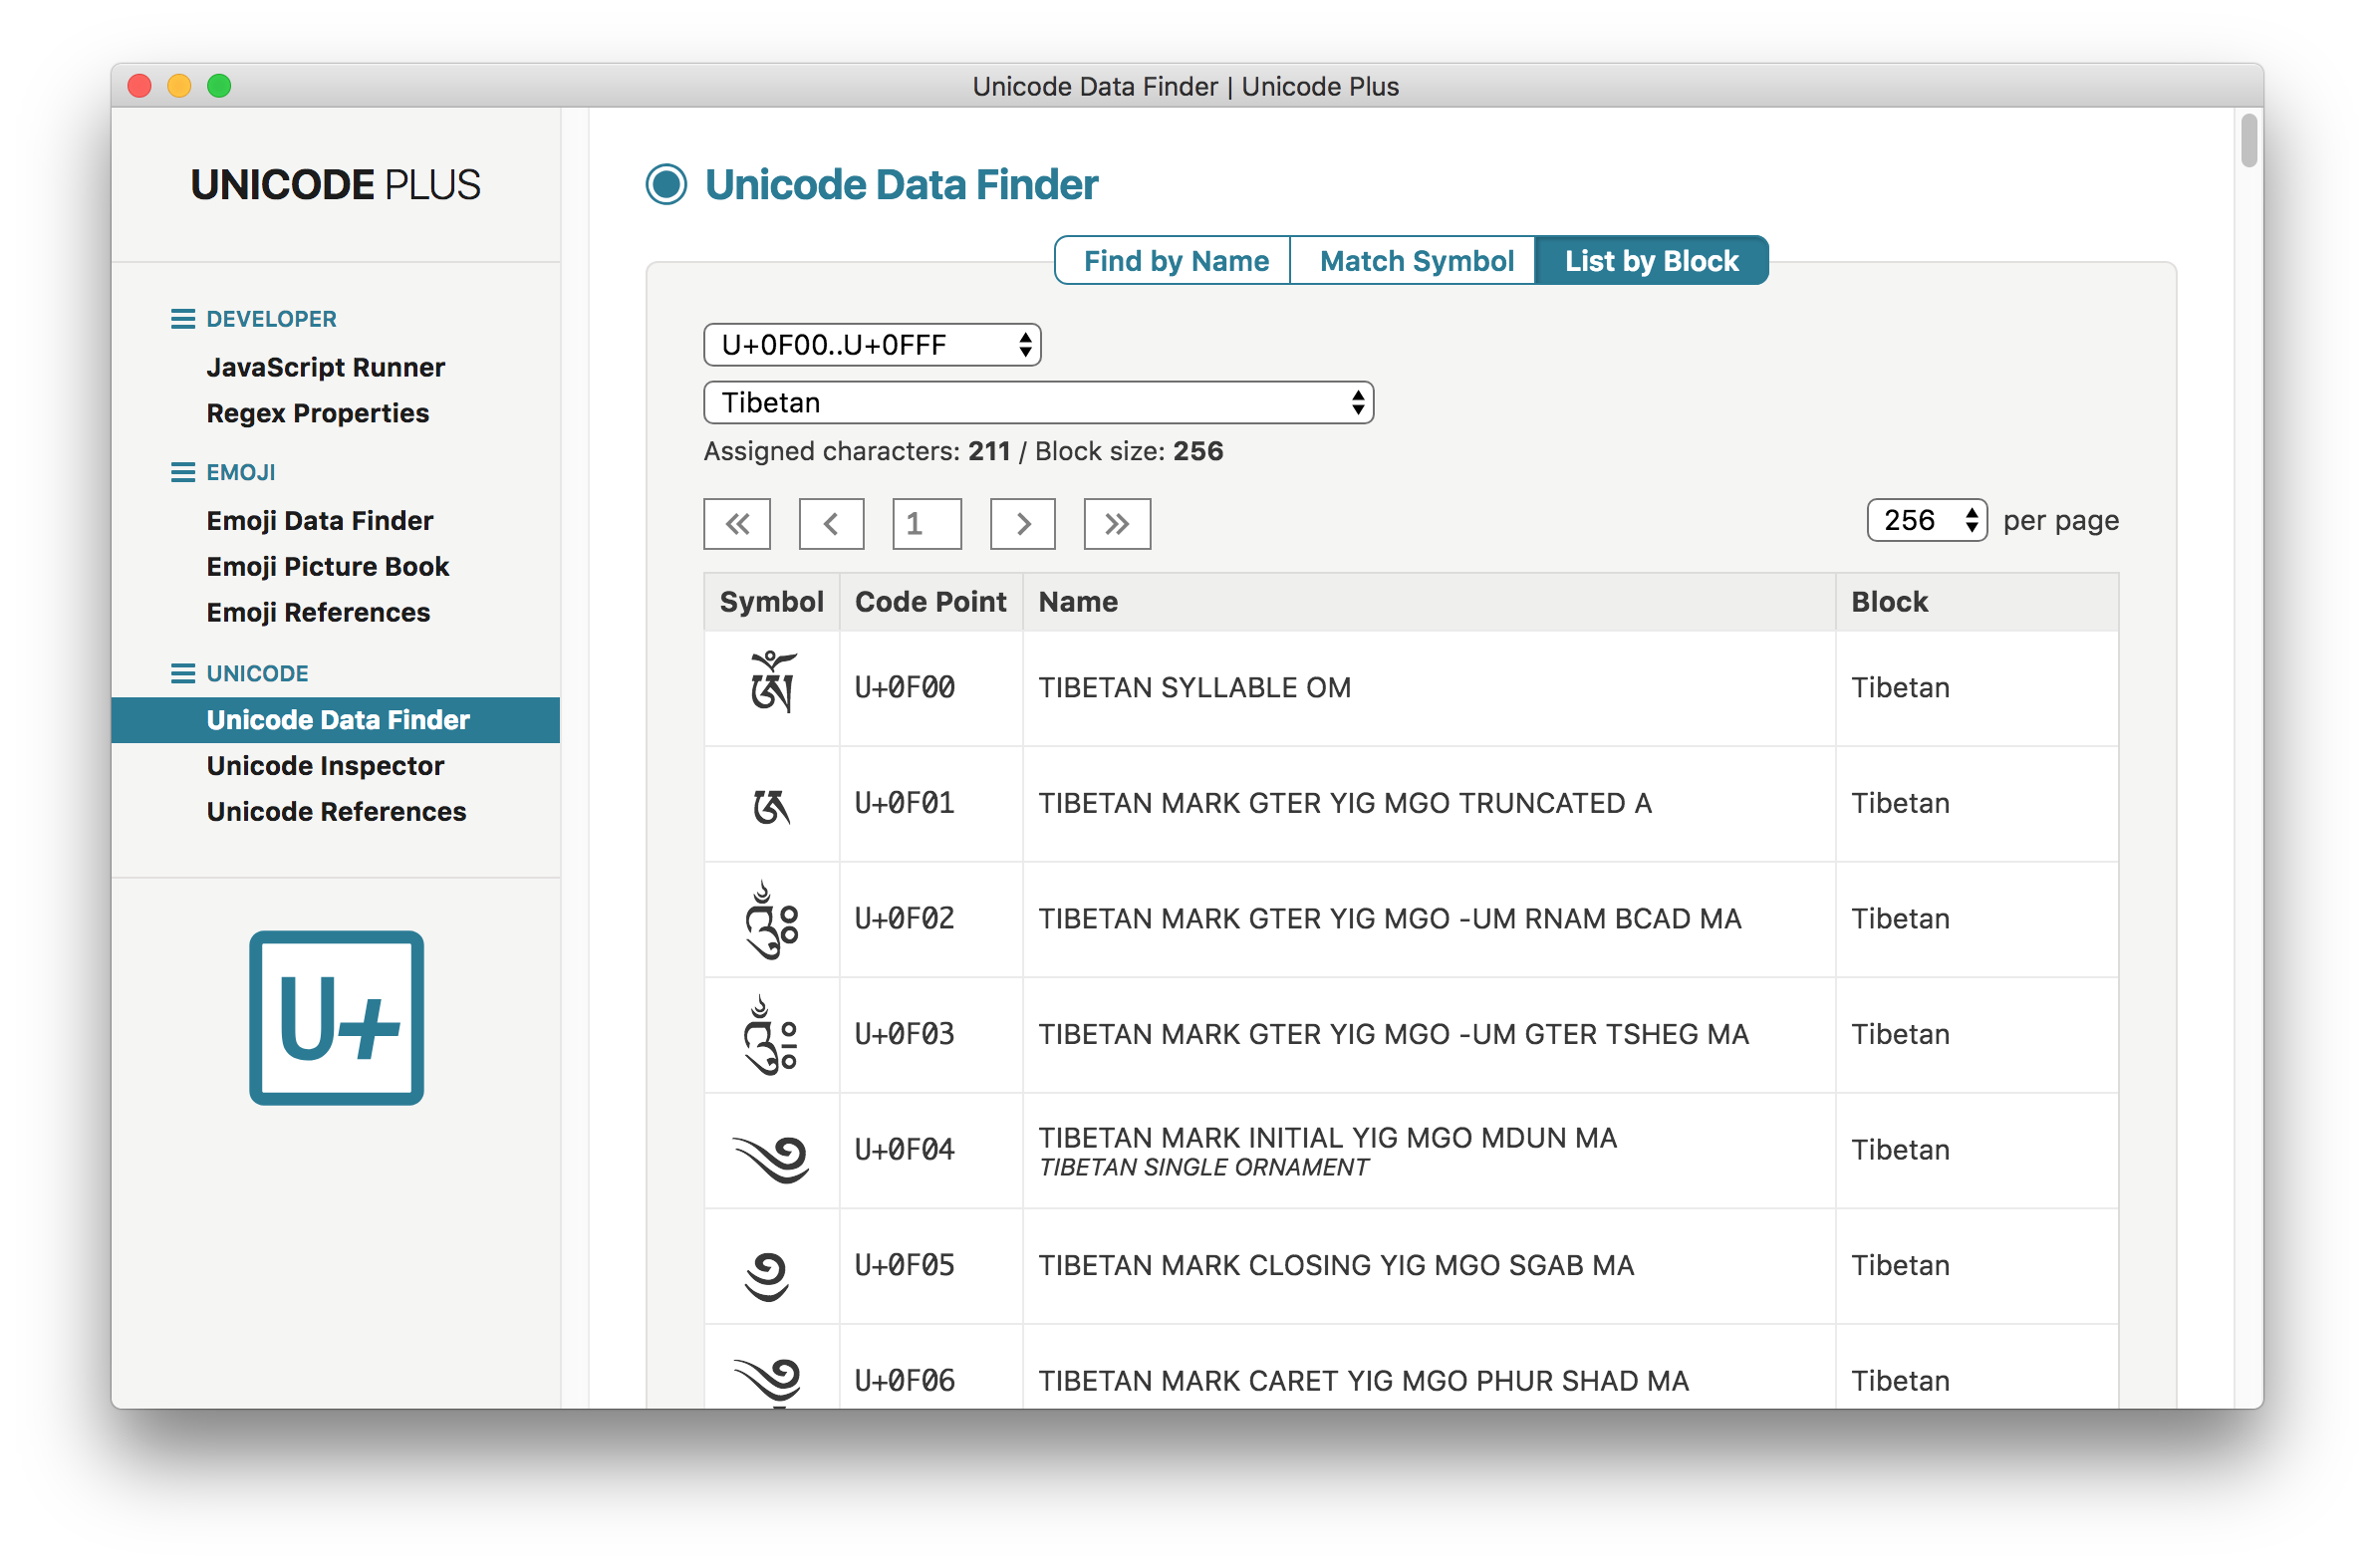 Unicode Data Finder | Unicode Plus
UNICODE PLUS
DEVELOPER
JavaScript Runner
Regex Properties
EMOJI
Emoji Data Finder
Emoji Picture Book
Emoji References
UNICODE
Unicode Data Finder
Unicode Inspector
Unicode References
U+
Unicode Data Finder
Find by Name Match Symbol List by Block
U+0F00..U+0FFF
Tibetan
Assigned characters: 211 / Block size: 256
« < 1 > » 256 per page
Symbol Code Point Name Block
ༀ U+0F00 TIBETAN SYLLABLE OM Tibetan
༁ U+0F01 TIBETAN MARK GTER YIG MGO TRUNCATED A Tibetan
༂ U+0F02 TIBETAN MARK GTER YIG MGO -UM RNAM BCAD MA Tibetan
༃ U+0F03 TIBETAN MARK GTER YIG MGO -UM GTER TSHEG MA Tibetan
༄ U+0F04 TIBETAN MARK INITIAL YIG MGO MDUN MA Tibetan
TIBETAN SINGLE ORNAMENT
༅ U+0F05 TIBETAN MARK CLOSING YIG MGO SGAB MA Tibetan
༆ U+0F06 TIBETAN MARK CARET YIG MGO PHUR SHAD MA Tibetan